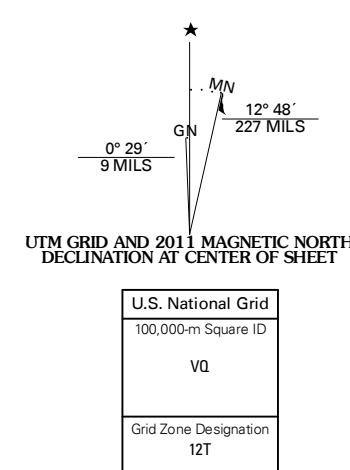 MN
12° 48´
227 MILS
GN
0° 29´
9 MILS
UTM GRID AND 2011 MAGNETIC NORTH
DECLINATION AT CENTER OF SHEET
U.S. National Grid
100,000-m Square ID
VQ
Grid Zone Designation
12T